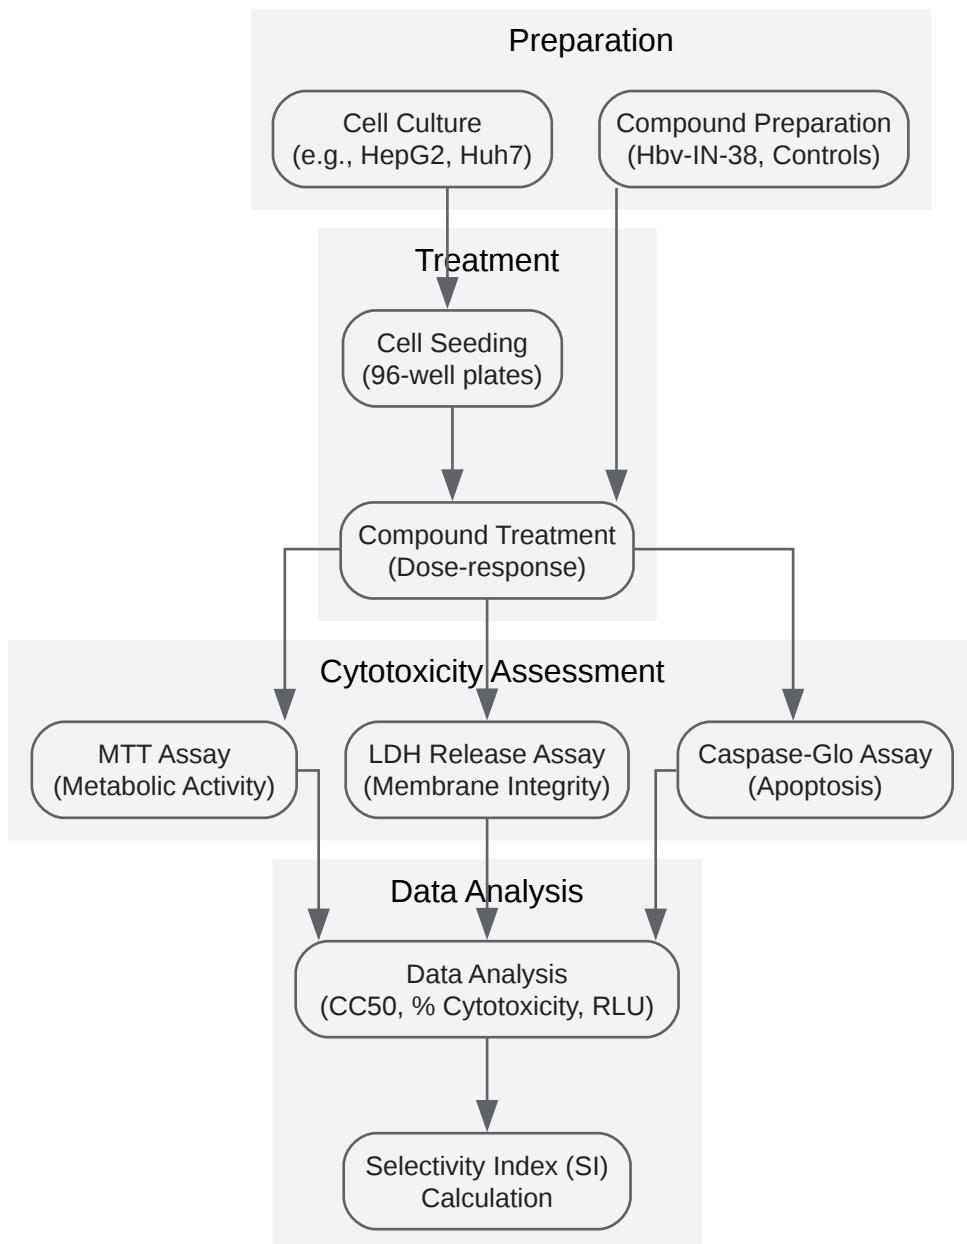 Preparation
Cell Culture
(e.g., HepG2, Huh7)
Compound Preparation
(Hbv-IN-38, Controls)
Treatment
Cell Seeding
(96-well plates)
Compound Treatment
(Dose-response)
Cytotoxicity Assessment
MTT Assay
(Metabolic Activity)
LDH Release Assay
(Membrane Integrity)
Caspase-Glo Assay
(Apoptosis)
Data Analysis
Data Analysis
(CC50, % Cytotoxicity, RLU)
Selectivity Index (SI)
Calculation